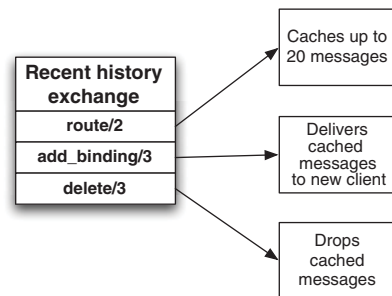 Recent history
exchange
route/2
add_binding/3
delete/3
Caches up to
20 messages
Delivers
cached
messages
to new client
Drops
cached
messages